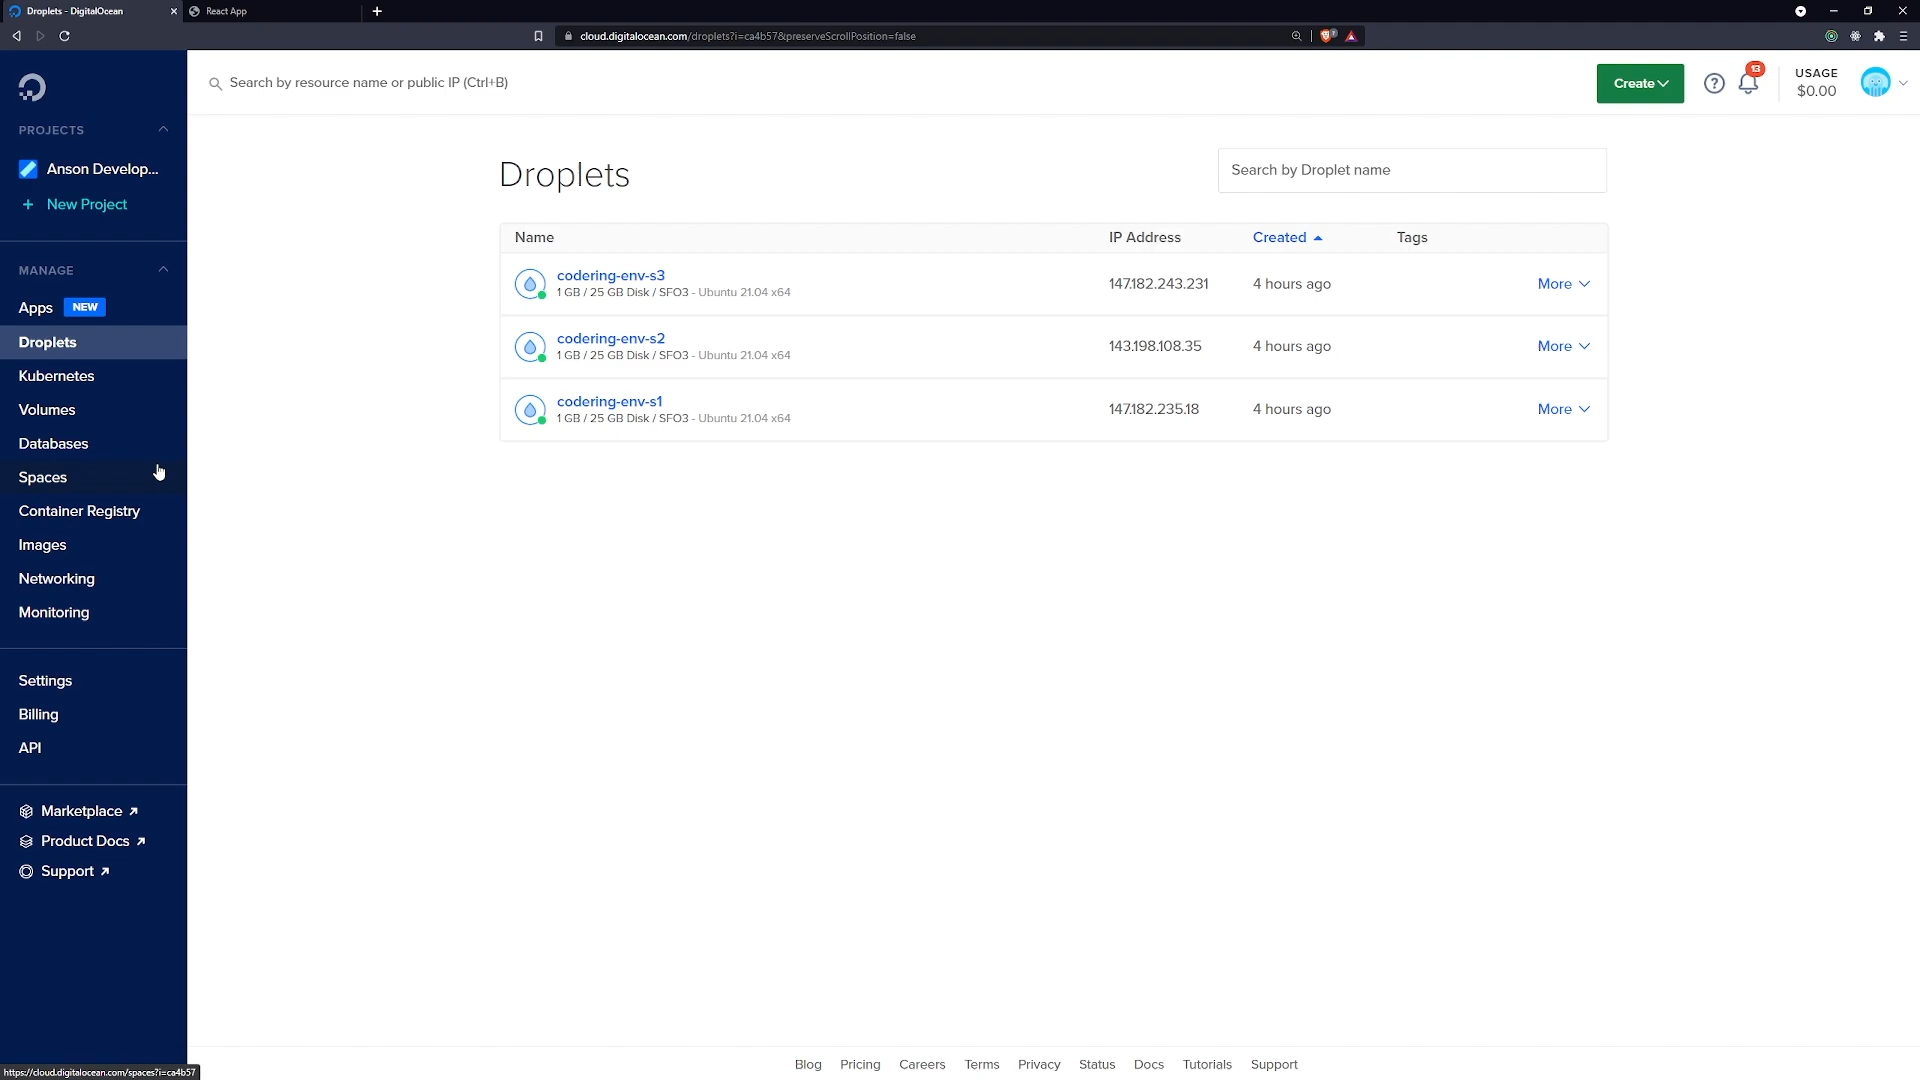 Droplets - DigitalOcean
React App
cloud.digitalocean.com/droplets?i=ca4b57&preserveScrollPosition=false
Search by resource name or public IP (Ctrl+B)
Create
13
USAGE
$0.00
PROJECTS
Anson Develop...
+ New Project
MANAGE
Apps NEW
Droplets
Kubernetes
Volumes
Databases
Spaces
Container Registry
Images
Networking
Monitoring
Settings
Billing
API
Marketplace
Product Docs
Support
Droplets
Search by Droplet name
Name IP Address Created Tags
codering-env-s3
1 GB / 25 GB Disk / SFO3 - Ubuntu 21.04 x64
147.182.243.231 4 hours ago More
codering-env-s2
1 GB / 25 GB Disk / SFO3 - Ubuntu 21.04 x64
143.198.108.35 4 hours ago More
codering-env-s1
1 GB / 25 GB Disk / SFO3 - Ubuntu 21.04 x64
147.182.235.18 4 hours ago More
Blog Pricing Careers Terms Privacy Status Docs Tutorials Support
https://cloud.digitalocean.com/spaces?i=ca4b57